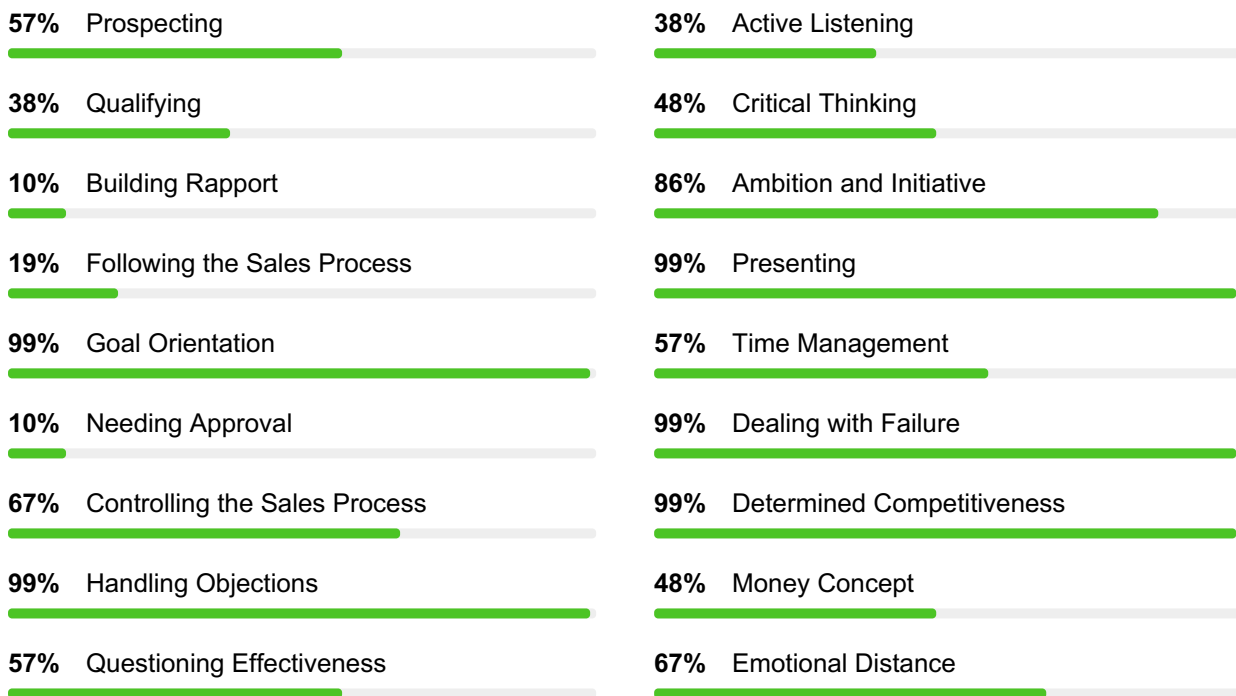 57% Prospecting
38% Qualifying
10% Building Rapport
19% Following the Sales Process
99% Goal Orientation
10% Needing Approval
67% Controlling the Sales Process
99% Handling Objections
57% Questioning Effectiveness
38% Active Listening
48% Critical Thinking
86% Ambition and Initiative
99% Presenting
57% Time Management
99% Dealing with Failure
99% Determined Competitiveness
48% Money Concept
67% Emotional Distance